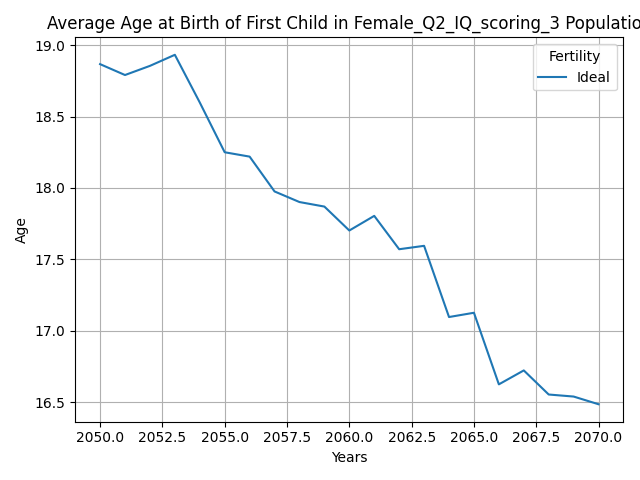 Average Age at Birth of First Child in Female_Q2_IQ_scoring_3 Populatio
19.0
18.5
18.0
17.5
17.0
16.5
Age
Fertility
Ideal
2050.0 2052.5 2055.0 2057.5 2060.0 2062.5 2065.0 2067.5 2070.0
Years